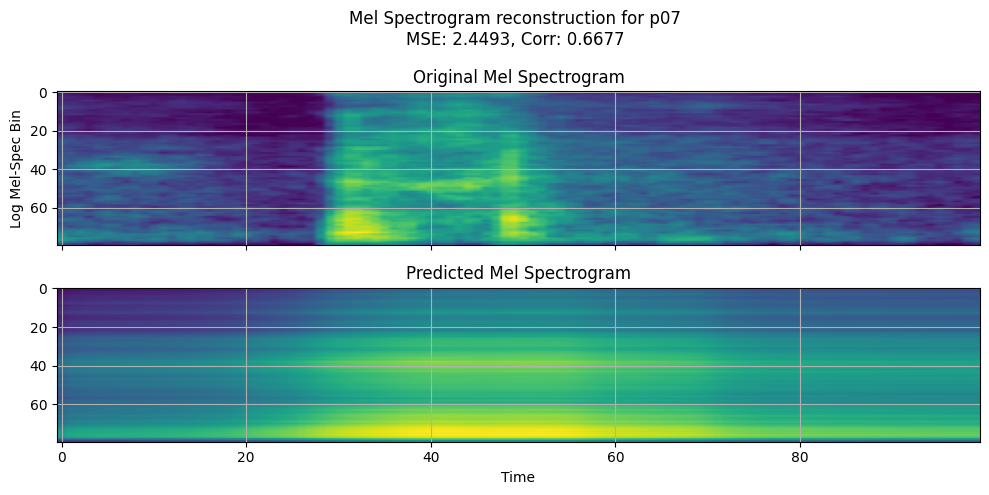 Mel Spectrogram reconstruction for p07
MSE: 2.4493, Corr: 0.6677
Original Mel Spectrogram
0
20
40
60
Log Mel-Spec Bin
Predicted Mel Spectrogram
0
20
40
60
0 20 40 60 80
Time